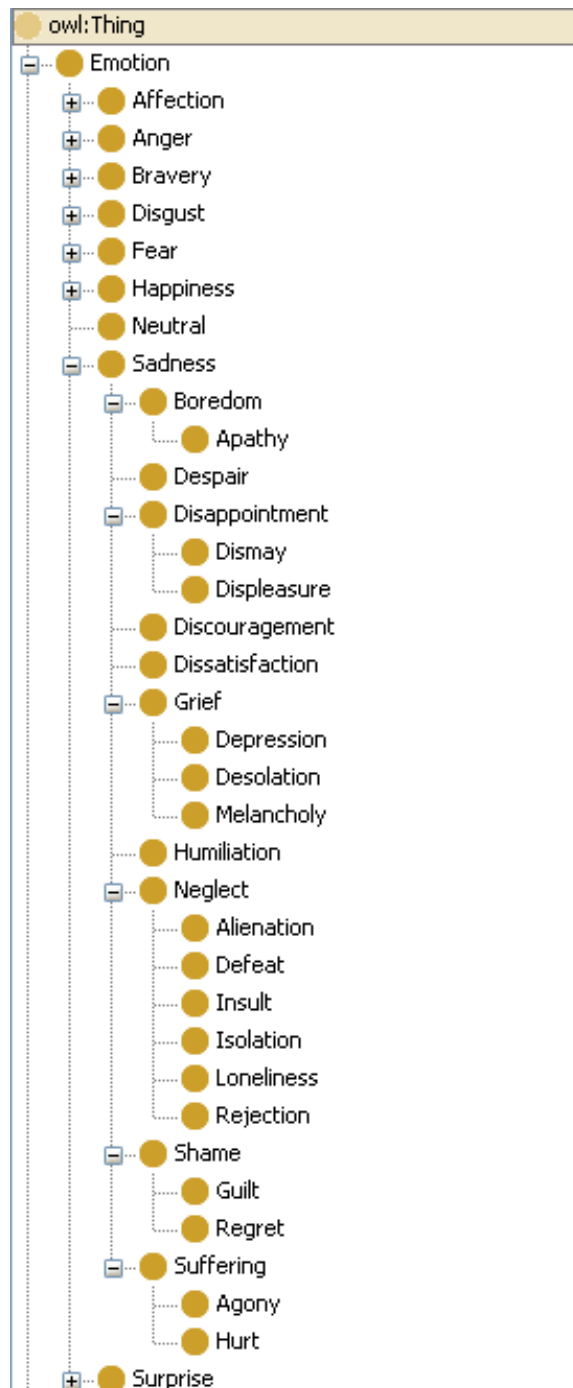 owl:Thing
Emotion
Affection
Anger
Bravery
Disgust
Fear
Happiness
Neutral
Sadness
Boredom
Apathy
Despair
Disappointment
Dismay
Displeasure
Discouragement
Dissatisfaction
Grief
Depression
Desolation
Melancholy
Humiliation
Neglect
Alienation
Defeat
Insult
Isolation
Loneliness
Rejection
Shame
Guilt
Regret
Suffering
Agony
Hurt
Surprise